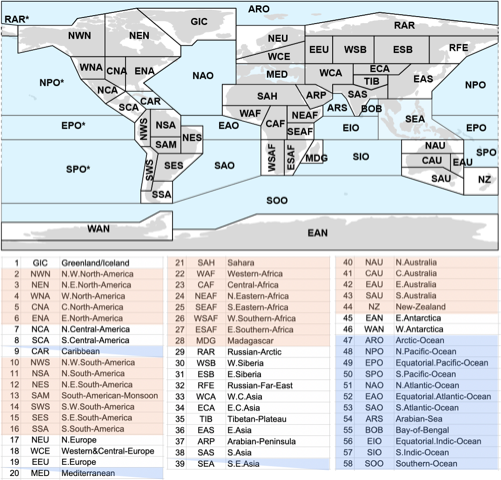 ARO
RAR*
GIC
RAR
NWN
NEN
NEU
EEU
WSB
ESB
RFE
WCE
WNA
CNA
ENA
MED
WCA
ECA
TIB
EAS
NPO*
NAO
NPO
NCA
SAH
ARP
SAS
SCA
CAR
ARS
BOB
WAF
CAF
NEAF
SEA
EPO*
NWS
NSA
NES
EAO
SEAF
EIO
EPO
SAM
NAU
SPO*
SWS
SES
SAO
WSAF
ESAF
MDG
SIO
CAU
EAU
SPO
SAU
NZ
SSA
SOO
WAN
EAN
1 GIC Greenland/Iceland
2 NWN N.W.North-America
3 NEN N.E.North-America
4 WNA W.North-America
5 CNA C.North-America
6 ENA E.North-America
7 NCA N.Central-America
8 SCA S.Central-America
9 CAR Caribbean
10 NWS N.W.South-America
11 NSA N.South-America
12 NES N.E.South-America
13 SAM South-American-Monsoon
14 SWS S.W.South-America
15 SES S.E.South-America
16 SSA S.South-America
17 NEU N.Europe
18 WCE Western&Central-Europe
19 EEU E.Europe
20 MED Mediterranean
21 SAH Sahara
22 WAF Western-Africa
23 CAF Central-Africa
24 NEAF N.Eastern-Africa
25 SEAF S.Eastern-Africa
26 WSAF W.Southern-Africa
27 ESAF E.Southern-Africa
28 MDG Madagascar
29 RAR Russian-Arctic
30 WSB W.Siberia
31 ESB E.Siberia
32 RFE Russian-Far-East
33 WCA W.C.Asia
34 ECA E.C.Asia
35 TIB Tibetan-Plateau
36 EAS E.Asia
37 ARP Arabian-Peninsula
38 SAS S.Asia
39 SEA S.E.Asia
40 NAU N.Australia
41 CAU C.Australia
42 EAU E.Australia
43 SAU S.Australia
44 NZ New-Zealand
45 EAN E.Antarctica
46 WAN W.Antarctica
47 ARO Arctic-Ocean
48 NPO N.Pacific-Ocean
49 EPO Equatorial.Pacific-Ocean
50 SPO S.Pacific-Ocean
51 NAO N.Atlantic-Ocean
52 EAO Equatorial.Atlantic-Ocean
53 SAO S.Atlantic-Ocean
54 ARS Arabian-Sea
55 BOB Bay-of-Bengal
56 EIO Equatorial.Indic-Ocean
57 SIO S.Indic-Ocean
58 SOO Southern-Ocean